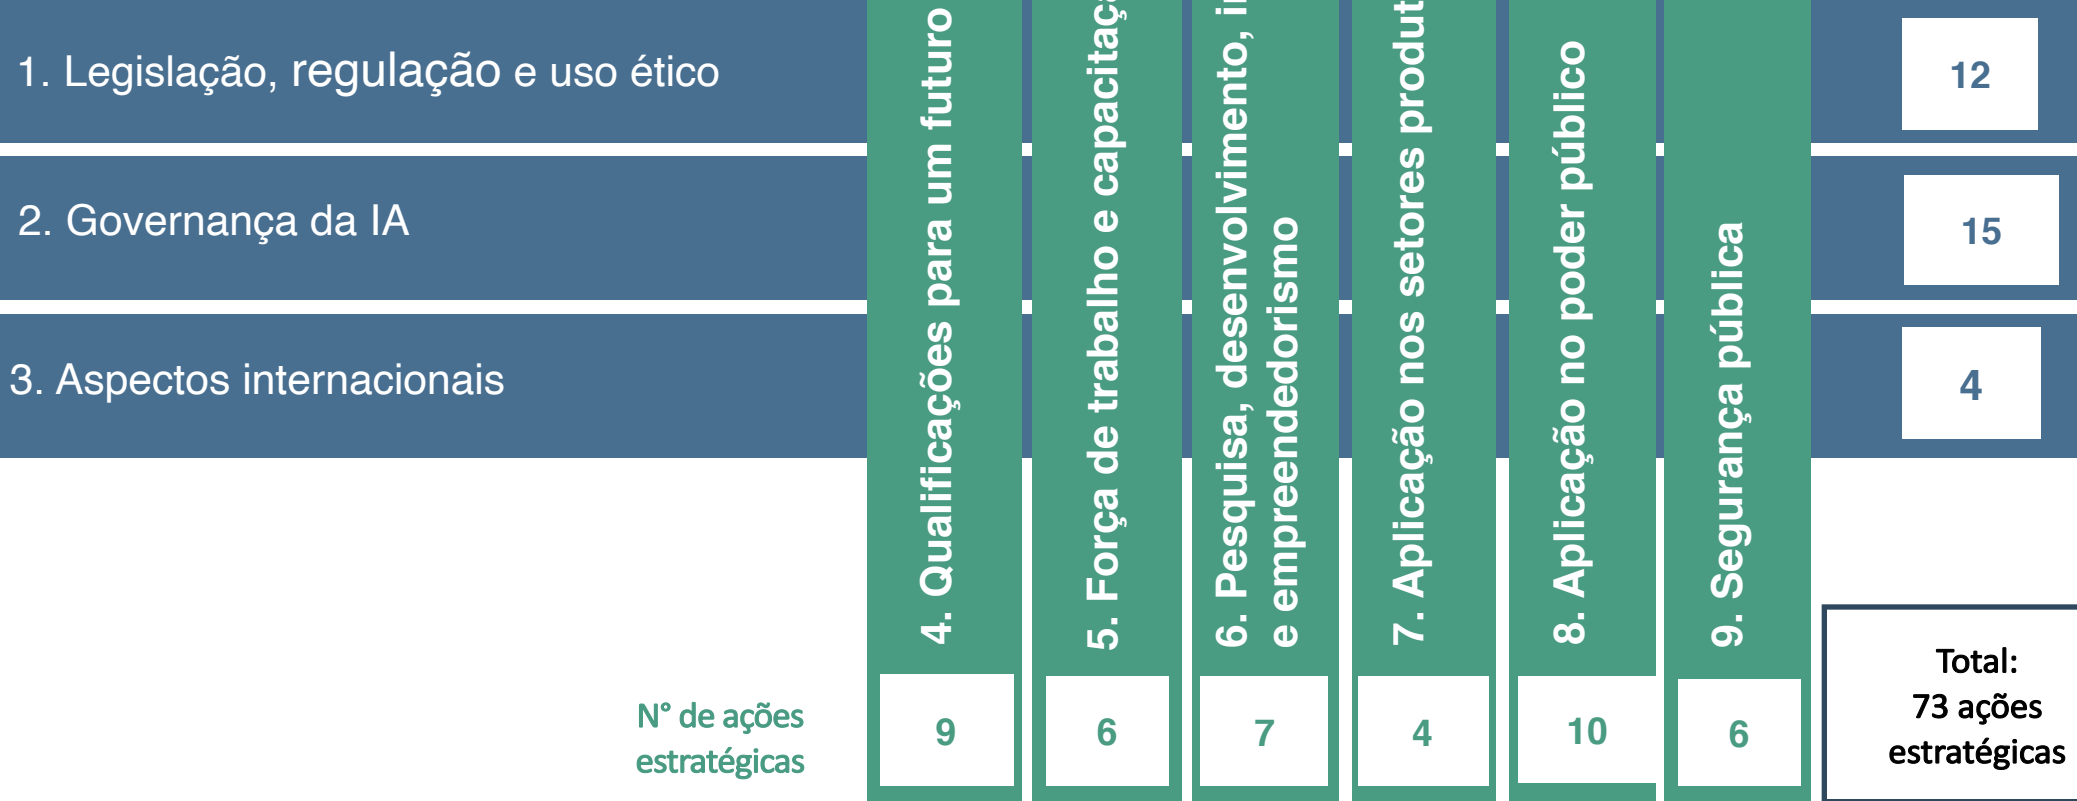 1. Legislação, regulação e uso ético
12
2. Governança da IA
15
3. Aspectos internacionais
4
4. Qualificações para um futuro
5. Força de trabalho e
6. Pesquisa, desenvolvimento,
e empreendedorismo
7. Aplicação nos setores
8. Aplicação no poder público
9. Segurança pública
N° de ações
estratégicas
9
6
7
4
10
6
Total:
73 ações
estratégicas